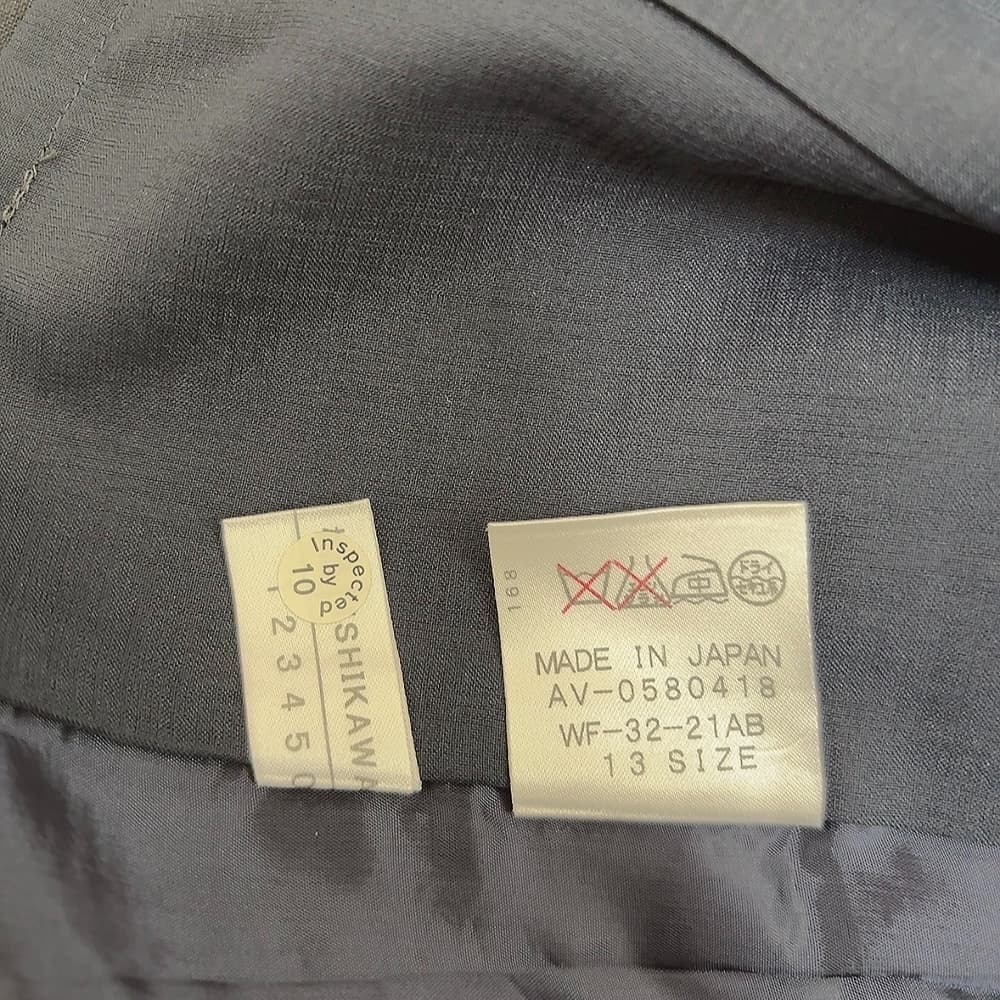 Inspected
by
10
SHIKAWA
2 3 4 5
168
ドライ
MADE IN JAPAN
AV-0580418
WF-32-21AB
13 SIZE